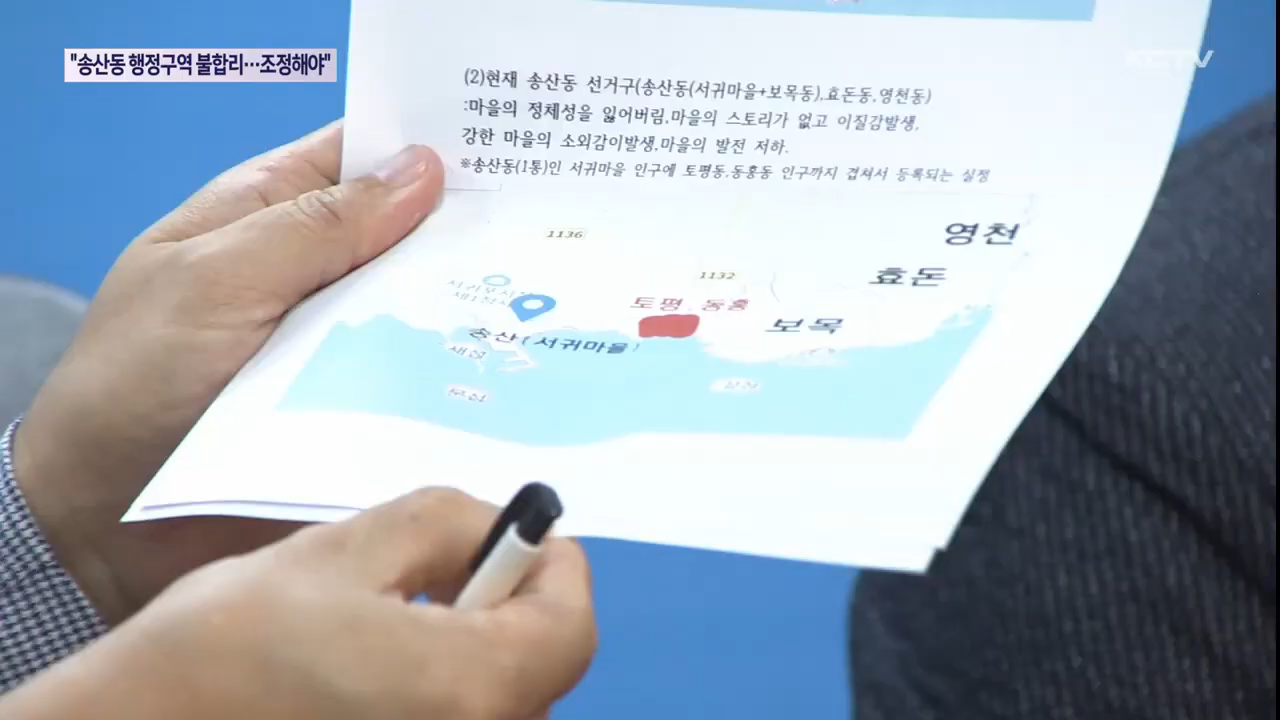 "송산동 행정구역 불합리…조정해야"
KCTV
(2)현재 송산동 선거구(송산동(서귀마을+보목동),효돈동,영천동)
:마을의 정체성을 잃어버림,마을의 스토리가 없고 이질감발생,
강한 마을의 소외감이발생,마을의 발전 저하.
※송산동(1통)인 서귀마을 인구에 토평동,동홍동 인구까지 겹쳐서 등록되는 실정
1136
영천
1132
효돈
토평, 동홍
보목
송산(서귀마을)
새섬
문섬